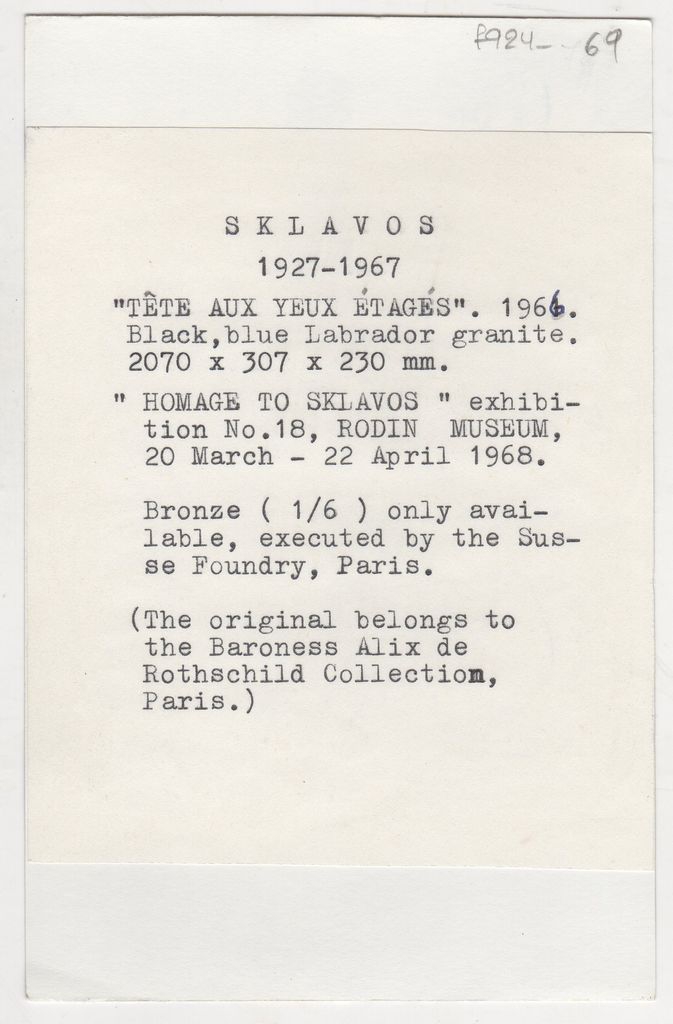 f924- 69
S K L A V O S
1927-1967
"TÊTE AUX YEUX ÉTAGÉS". 1966.
Black,blue Labrador granite.
2070 x 307 x 230 mm.
" HOMAGE TO SKLAVOS " exhibi-
tion No.18, RODIN MUSEUM,
20 March - 22 April 1968.
Bronze ( 1/6 ) only avai-
lable, executed by the Sus-
se Foundry, Paris.
(The original belongs to
the Baroness Alix de
Rothschild Collection,
Paris.)